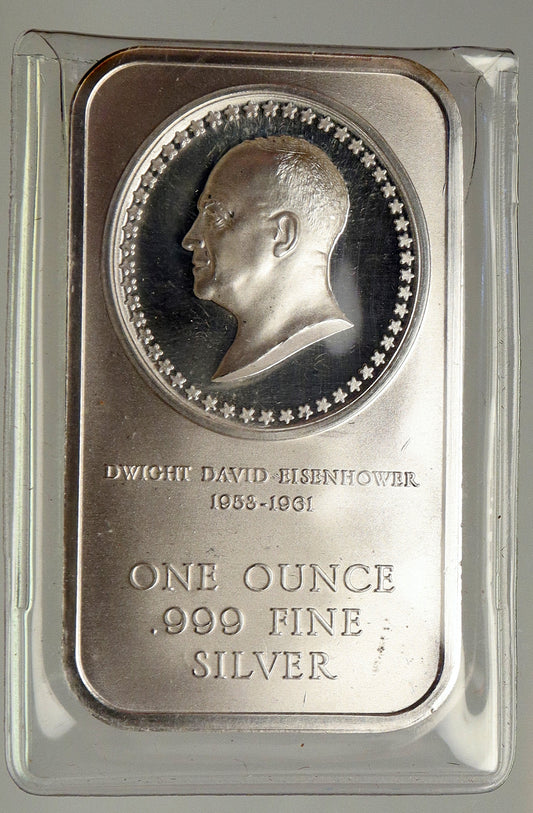 DWIGHT DAVID EISENHOWER
1953-1961
ONE OUNCE
.999 FINE
SILVER